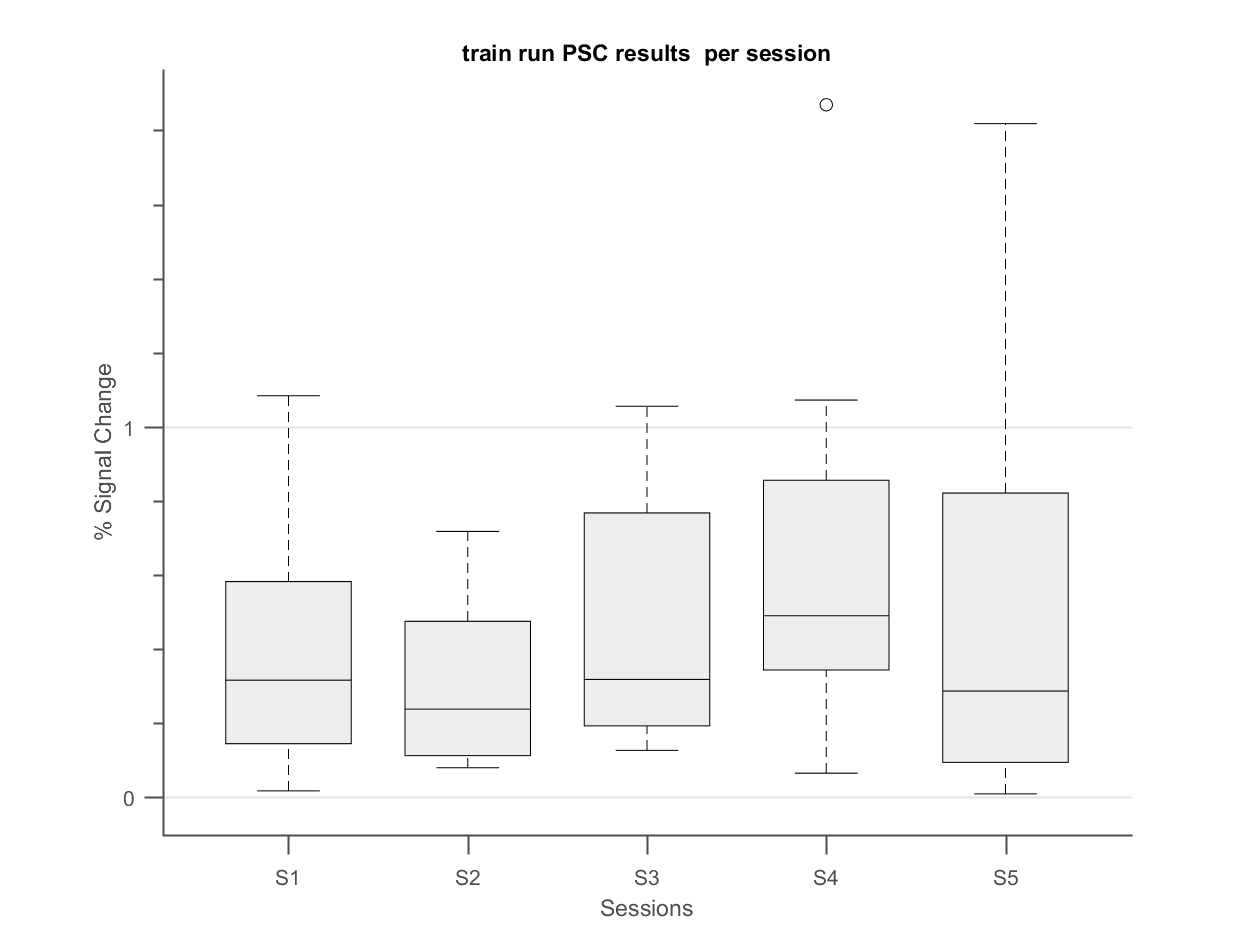 train run PSC results  per session
% Signal Change
1
0
S1 S2 S3 S4 S5
Sessions